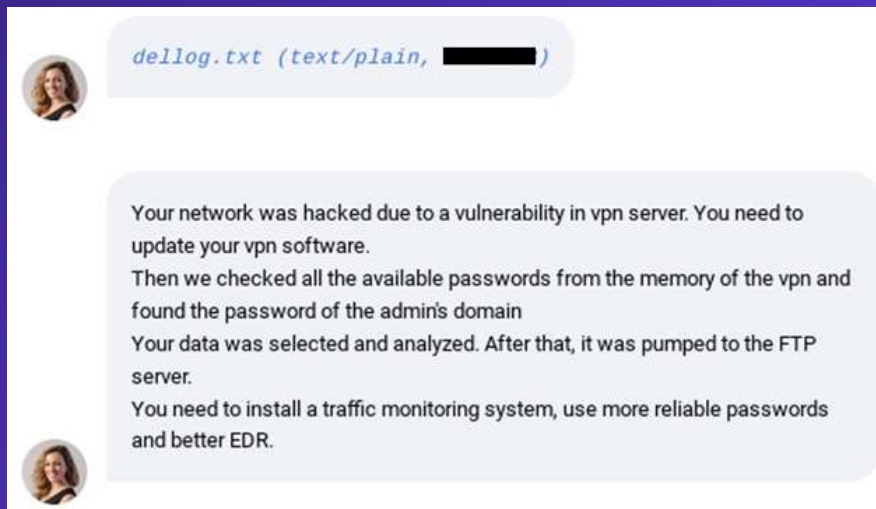 dellog.txt (text/plain, )
Your network was hacked due to a vulnerability in vpn server. You need to
update your vpn software.
Then we checked all the available passwords from the memory of the vpn and
found the password of the admin's domain
Your data was selected and analyzed. After that, it was pumped to the FTP
server.
You need to install a traffic monitoring system, use more reliable passwords
and better EDR.